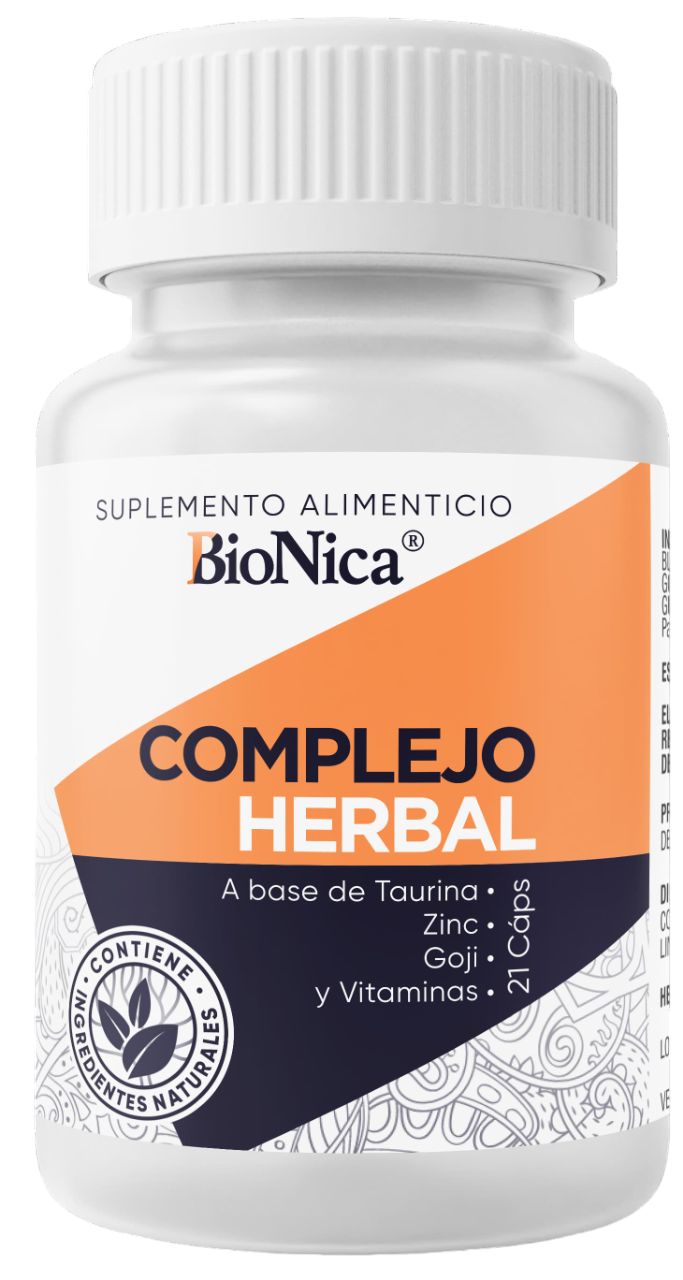 SUPLEMENTO ALIMENTICIO
BioNica®
COMPLEJO
HERBAL
A base de Taurina •
Zinc •
Goji •
y Vitaminas •
21 Cáps
• CONTIENE •
INGREDIENTES NATURALES